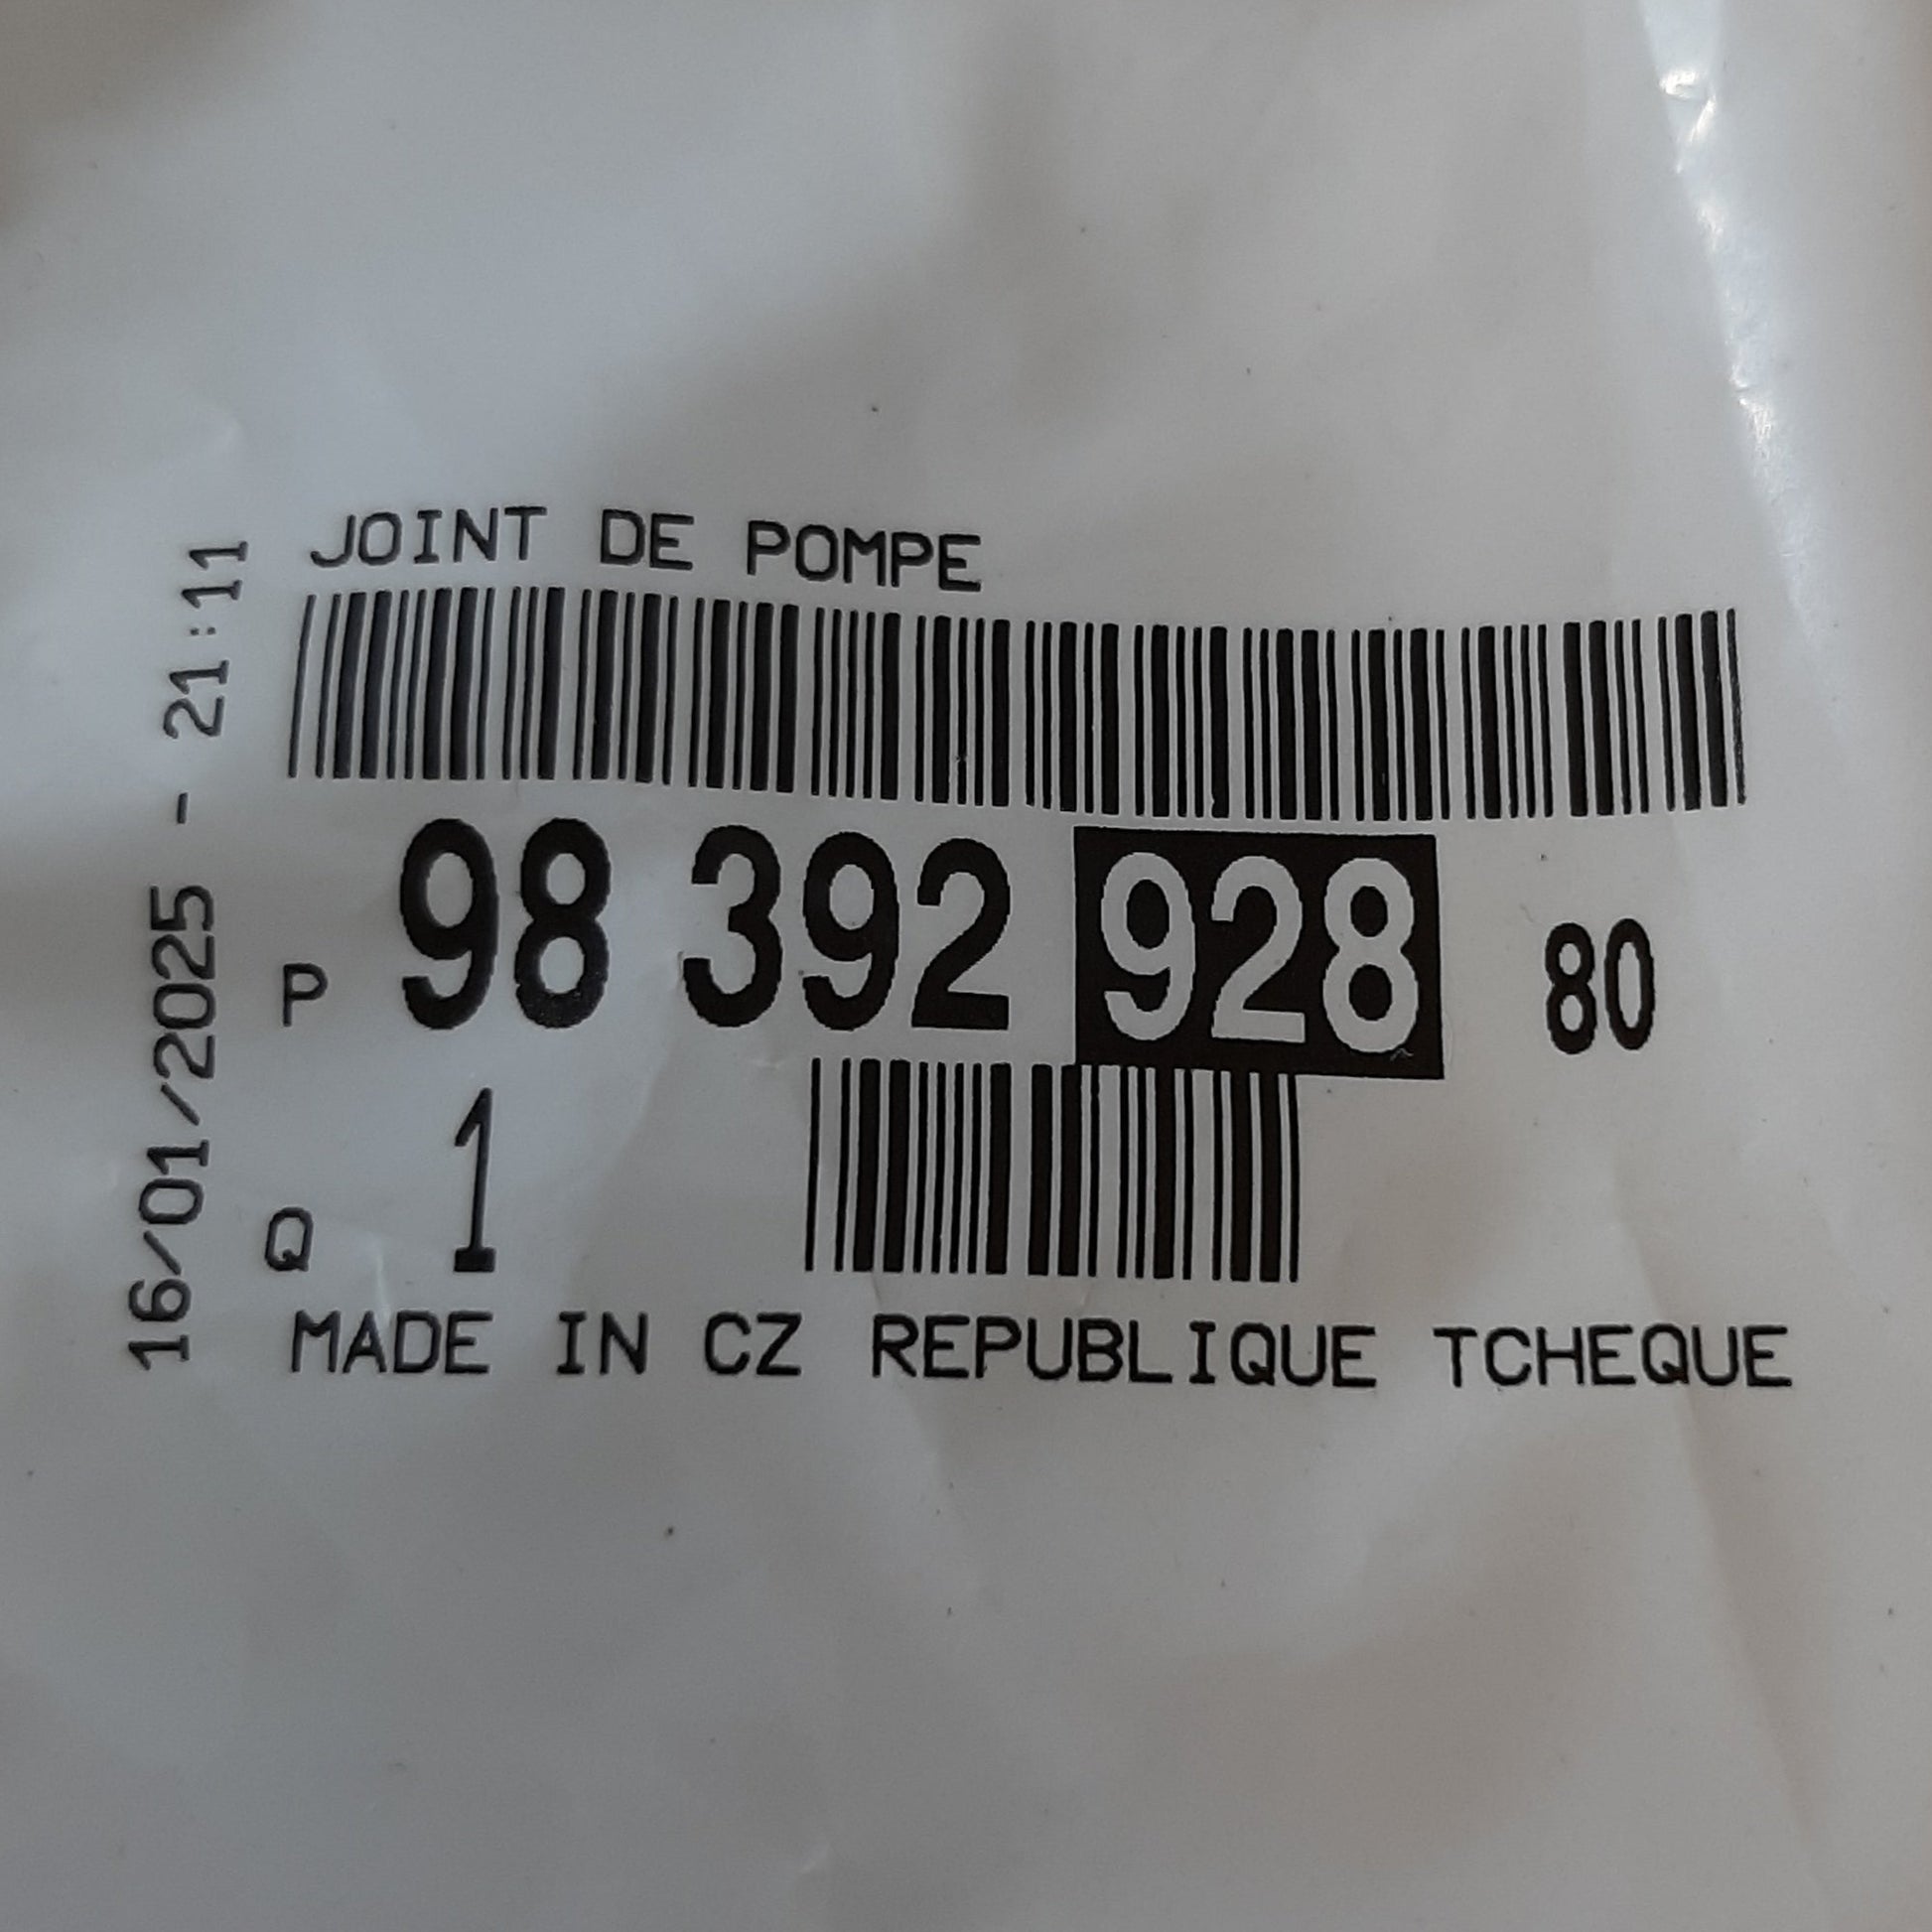 JOINT DE POMPE
P 98 392 928 80
Q 1
MADE IN CZ REPUBLIQUE TCHEQUE
16/01/2025 - 21:11